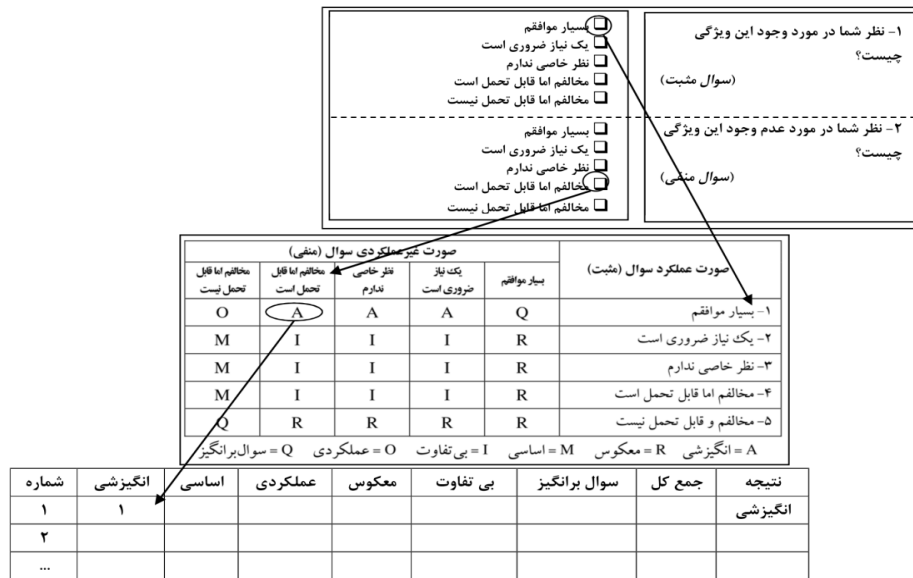 ۱- نظر شما در مورد وجود این ویژگی
چیست؟
(سوال مثبت)
بسیار موافقم
یک نیاز ضروری است
نظر خاصی ندارم
مخالفم اما قابل تحمل است
مخالفم اما قابل تحمل نیست
۲- نظر شما در مورد عدم وجود این ویژگی
چیست؟
(سوال منفی)
بسیار موافقم
یک نیاز ضروری است
نظر خاصی ندارم
مخالفم اما قابل تحمل است
مخالفم اما قابل تحمل نیست
صورت عملکرد سوال (مثبت)
صورت غیرعملکردی سوال (منفی)
بسیار موافقم
یک نیاز
ضروری است
نظر خاصی
ندارم
مخالفم اما قابل
تحمل است
مخالفم اما قابل
تحمل نیست
۱- بسیار موافقم Q A A A O
۲- یک نیاز ضروری است R I I I M
۳- نظر خاصی ندارم R I I I M
۴- مخالفم اما قابل تحمل است R I I I M
۵- مخالفم و قابل تحمل نیست R R R R Q
A = انگیزشی R = معکوس M = اساسی I = بی‌تفاوت O = عملکردی Q = سوال‌برانگیز
شماره انگیزشی اساسی عملکردی معکوس بی تفاوت سوال برانگیز جمع کل نتیجه
۱ ۱ انگیزشی
۲
...